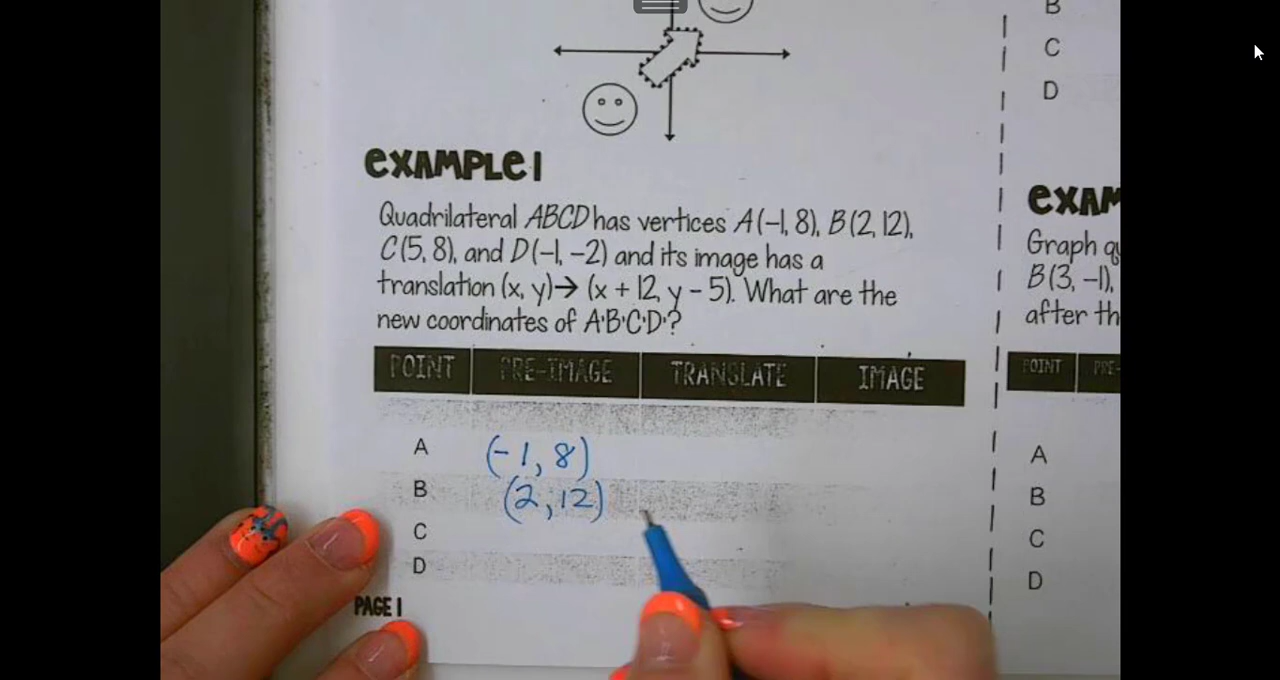 B
C
D
EXAMPLE 1
Quadrilateral ABCD has vertices A(-1, 8), B(2, 12),
C(5, 8), and D(-1, -2) and its image has a
translation (x, y)→ (x + 12, y - 5). What are the
new coordinates of A'B'C'D'?
POINT PRE-IMAGE TRANSLATE IMAGE
A (-1, 8)
B (2, 12)
C
D
PAGE 1
EXAM
Graph qu
B(3, -1),
after th
POINT PRE-
A
B
C
D